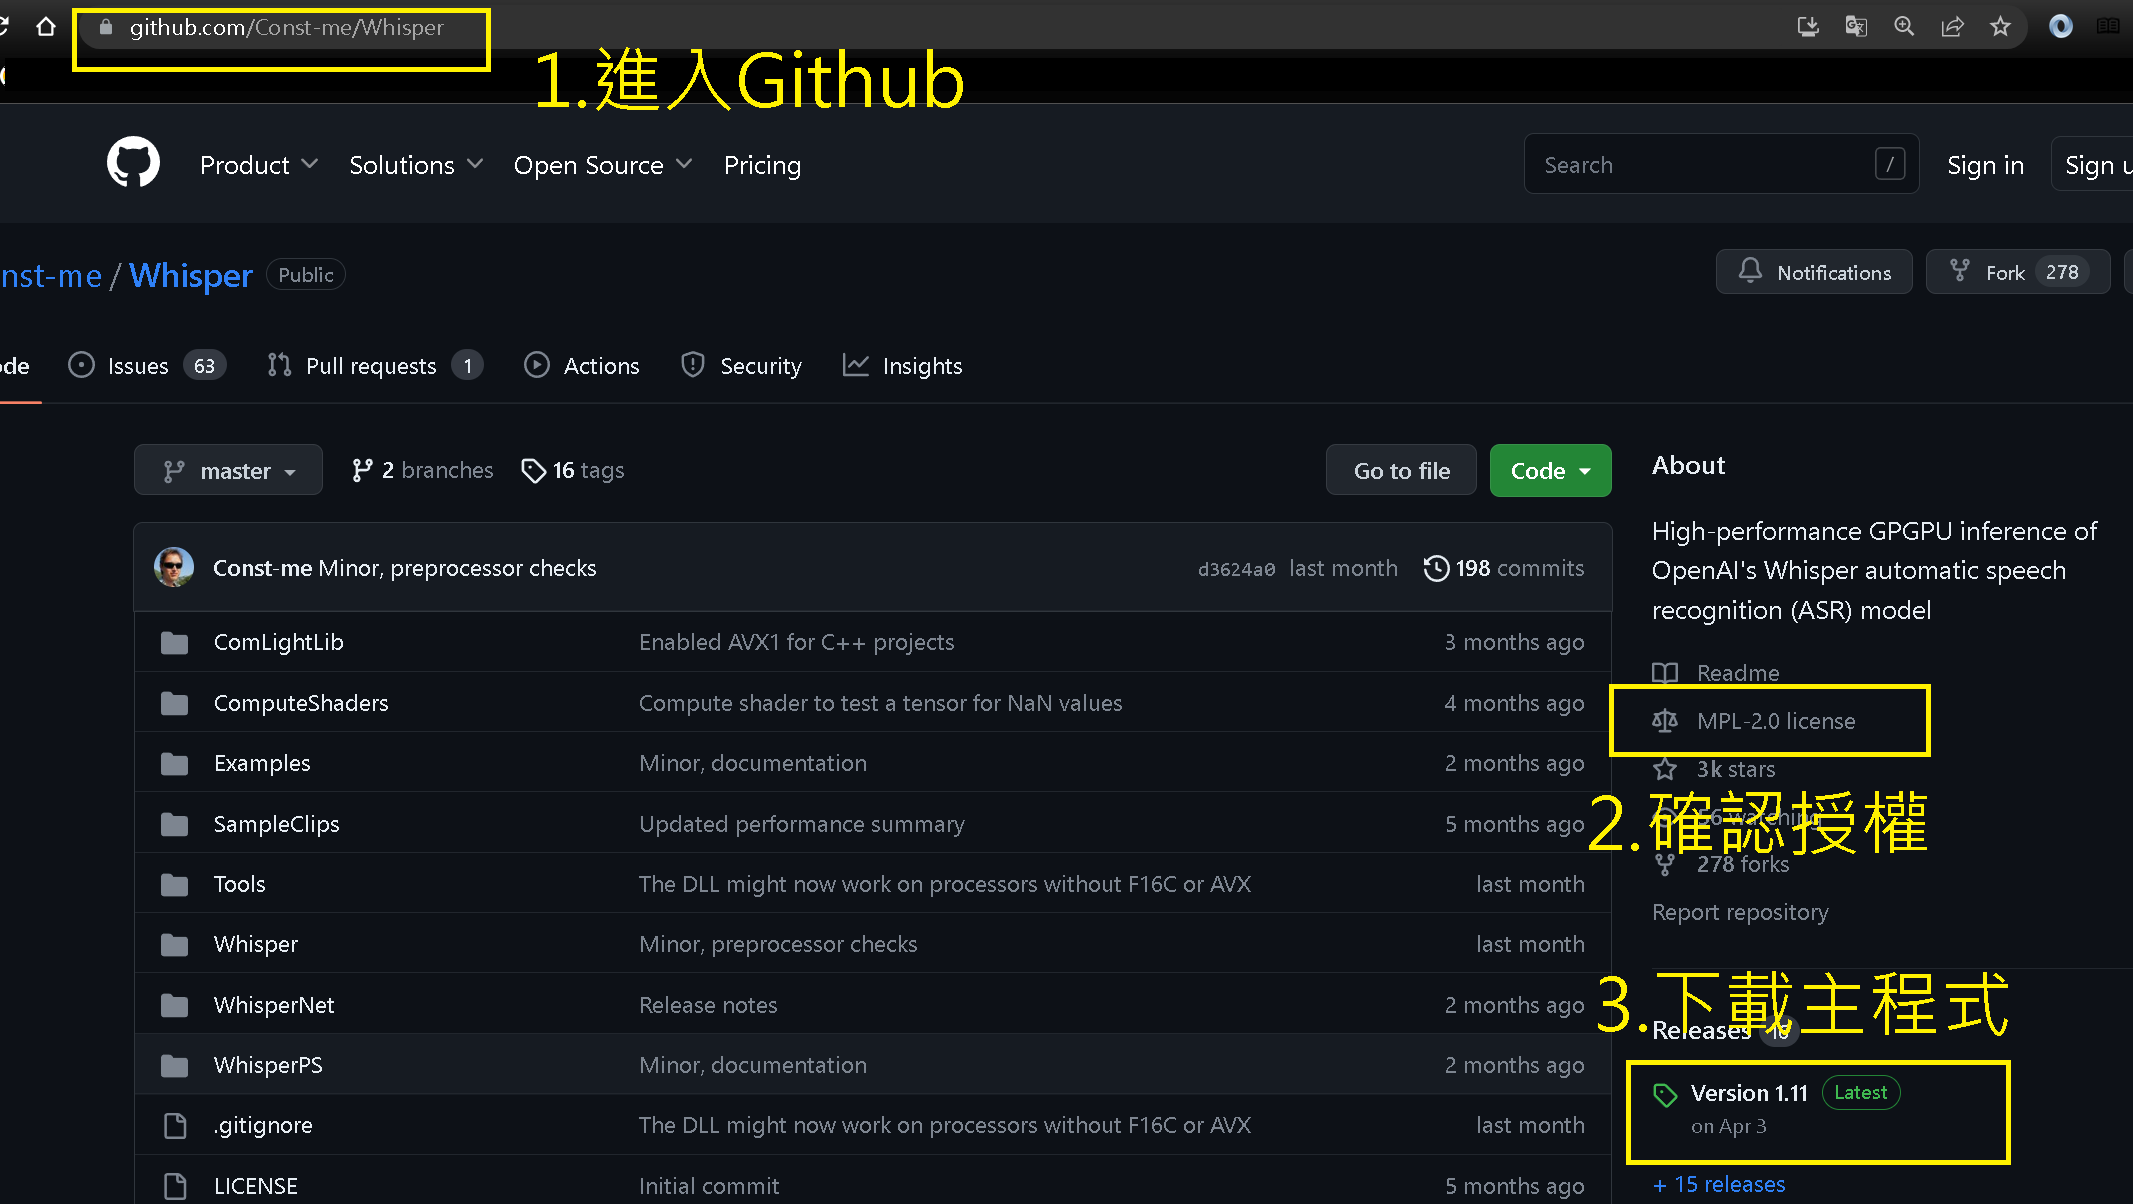 github.com/Const-me/Whisper
1.進入Github
Product Solutions Open Source Pricing Search / Sign in Sign u
nst-me / Whisper Public Notifications Fork 278
de Issues 63 Pull requests 1 Actions Security Insights
master 2 branches 16 tags Go to file Code
Const-me Minor, preprocessor checks d3624a0 last month 198 commits
ComLightLib Enabled AVX1 for C++ projects 3 months ago
ComputeShaders Compute shader to test a tensor for NaN values 4 months ago
Examples Minor, documentation 2 months ago
SampleClips Updated performance summary 5 months ago
Tools The DLL might now work on processors without F16C or AVX last month
Whisper Minor, preprocessor checks last month
WhisperNet Release notes 2 months ago
WhisperPS Minor, documentation 2 months ago
.gitignore The DLL might now work on processors without F16C or AVX last month
LICENSE Initial commit 5 months ago
About
High-performance GPGPU inference of
OpenAI's Whisper automatic speech
recognition (ASR) model
Readme
MPL-2.0 license
3k stars
56 watching
2.確認授權
278 forks
Report repository
3.下載主程式
Releases 16
Version 1.11 Latest
on Apr 3
+ 15 releases